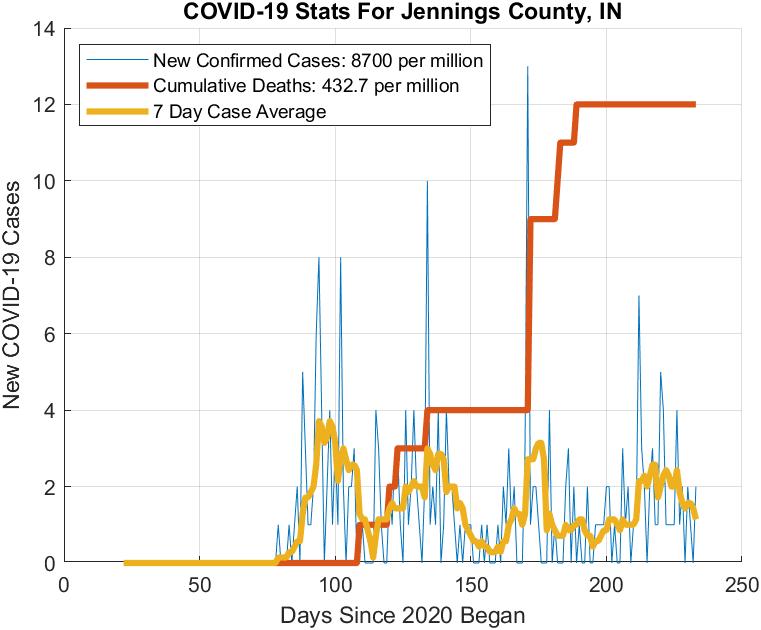 COVID-19 Stats For Jennings County, IN
New Confirmed Cases: 8700 per million
Cumulative Deaths: 432.7 per million
7 Day Case Average
New COVID-19 Cases
14
12
10
8
6
4
2
0
0 50 100 150 200 250
Days Since 2020 Began